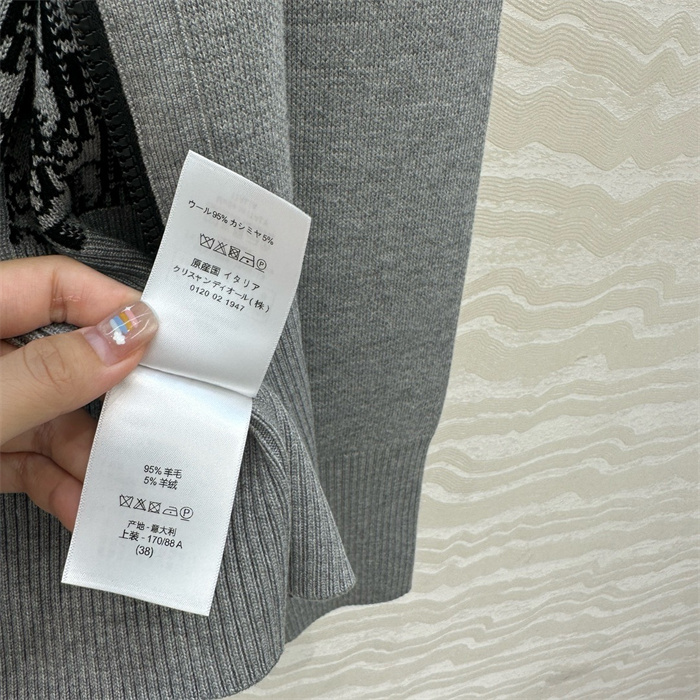 ウール95% カシミヤ5%
原産国 イタリア
クリスチャンディオール(株)
0120 02 1947
95% 羊毛
5% 羊绒
P
产地 - 意大利
上装 - 170/88 A
(38)